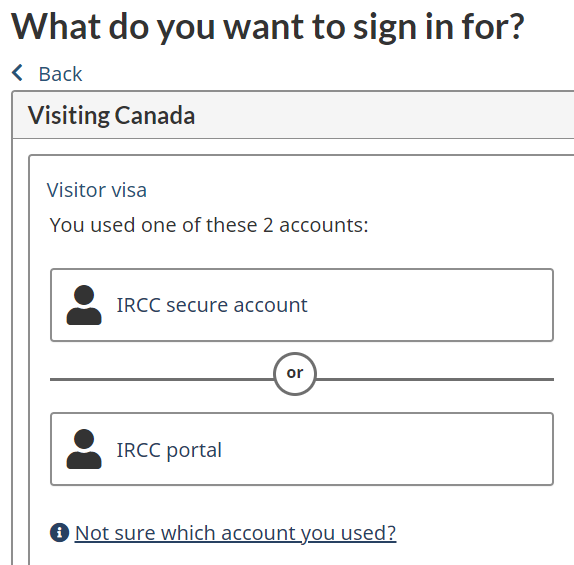 What do you want to sign in for?
Back
Visiting Canada
Visitor visa
You used one of these 2 accounts:
IRCC secure account
or
IRCC portal
Not sure which account you used?